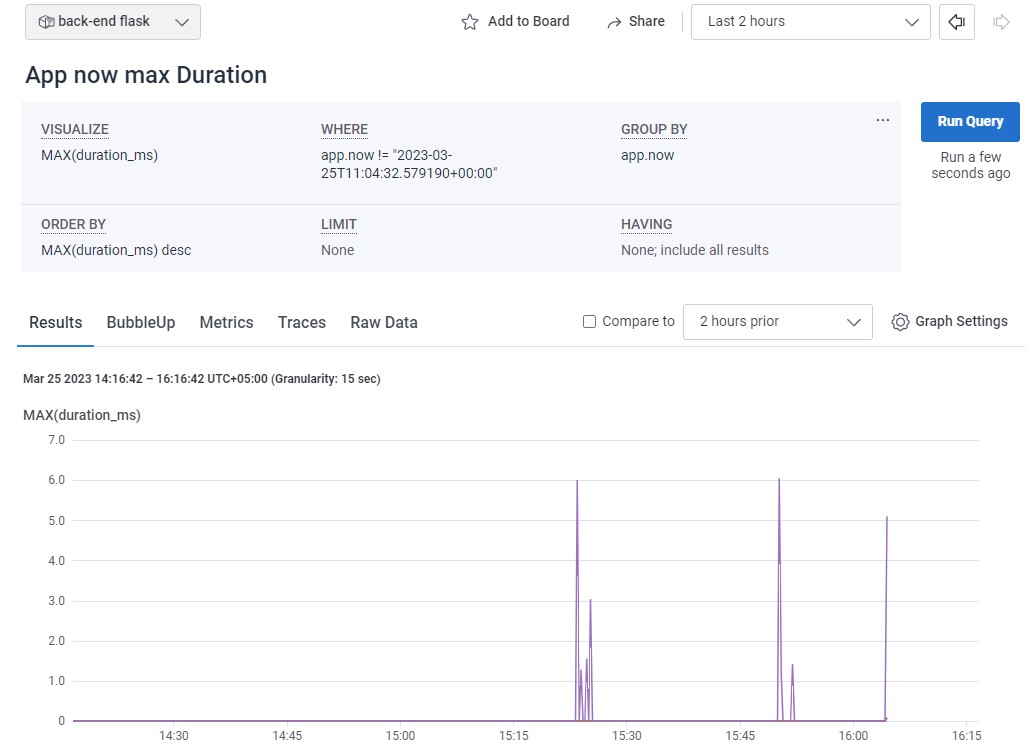 back-end flask
Add to Board
Share
Last 2 hours
App now max Duration
VISUALIZE
MAX(duration_ms)
WHERE
app.now != "2023-03-
25T11:04:32.579190+00:00"
GROUP BY
app.now
...
Run Query
Run a few
seconds ago
ORDER BY
MAX(duration_ms) desc
LIMIT
None
HAVING
None; include all results
Results
BubbleUp
Metrics
Traces
Raw Data
Compare to
2 hours prior
Graph Settings
Mar 25 2023 14:16:42 – 16:16:42 UTC+05:00 (Granularity: 15 sec)
MAX(duration_ms)
7.0
6.0
5.0
4.0
3.0
2.0
1.0
0
14:30
14:45
15:00
15:15
15:30
15:45
16:00
16:15